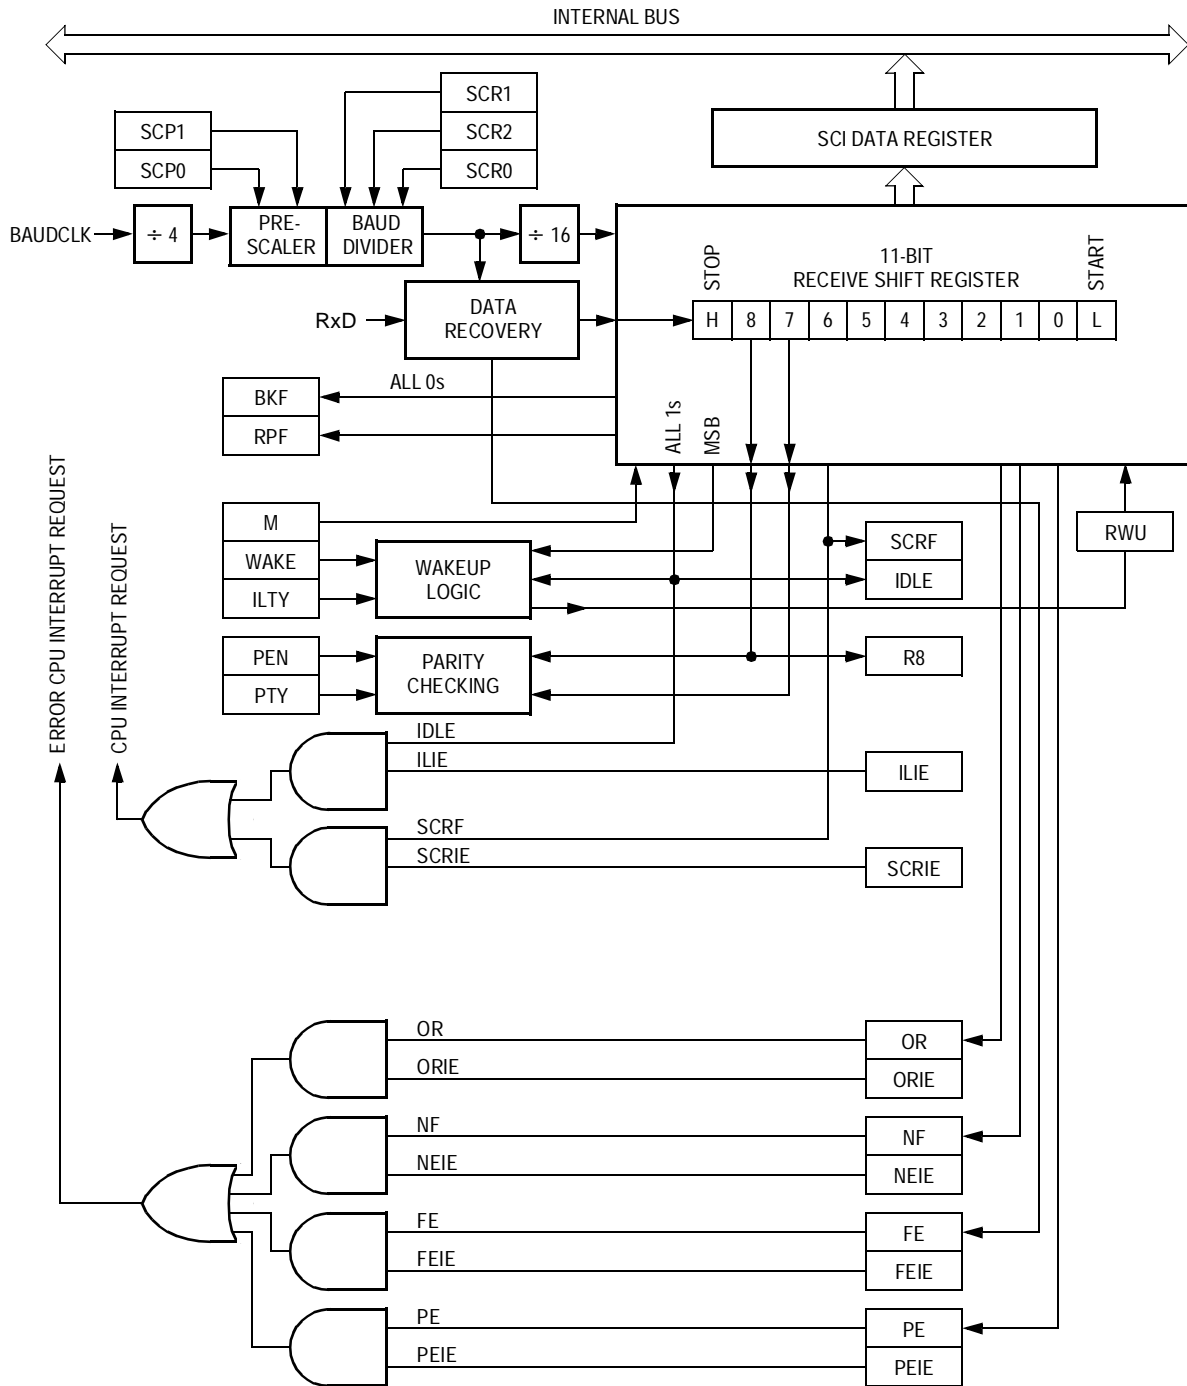 INTERNAL BUS
SCR1
SCR2
SCR0
SCP1
SCP0
SCI DATA REGISTER
BAUDCLK
÷ 4
PRE-
SCALER
BAUD
DIVIDER
÷ 16
STOP
11-BIT
RECEIVE SHIFT REGISTER
START
RxD
DATA
RECOVERY
H 8 7 6 5 4 3 2 1 0 L
ALL 0s
BKF
RPF
ALL 1s
MSB
M
WAKE
ILTY
WAKEUP
LOGIC
SCRF
IDLE
RWU
PEN
PTY
PARITY
CHECKING
R8
ERROR CPU INTERRUPT REQUEST
CPU INTERRUPT REQUEST
IDLE
ILIE
ILIE
SCRF
SCRIE
SCRIE
OR
OR
ORIE
ORIE
NF
NF
NEIE
NEIE
FE
FE
FEIE
FEIE
PE
PE
PEIE
PEIE